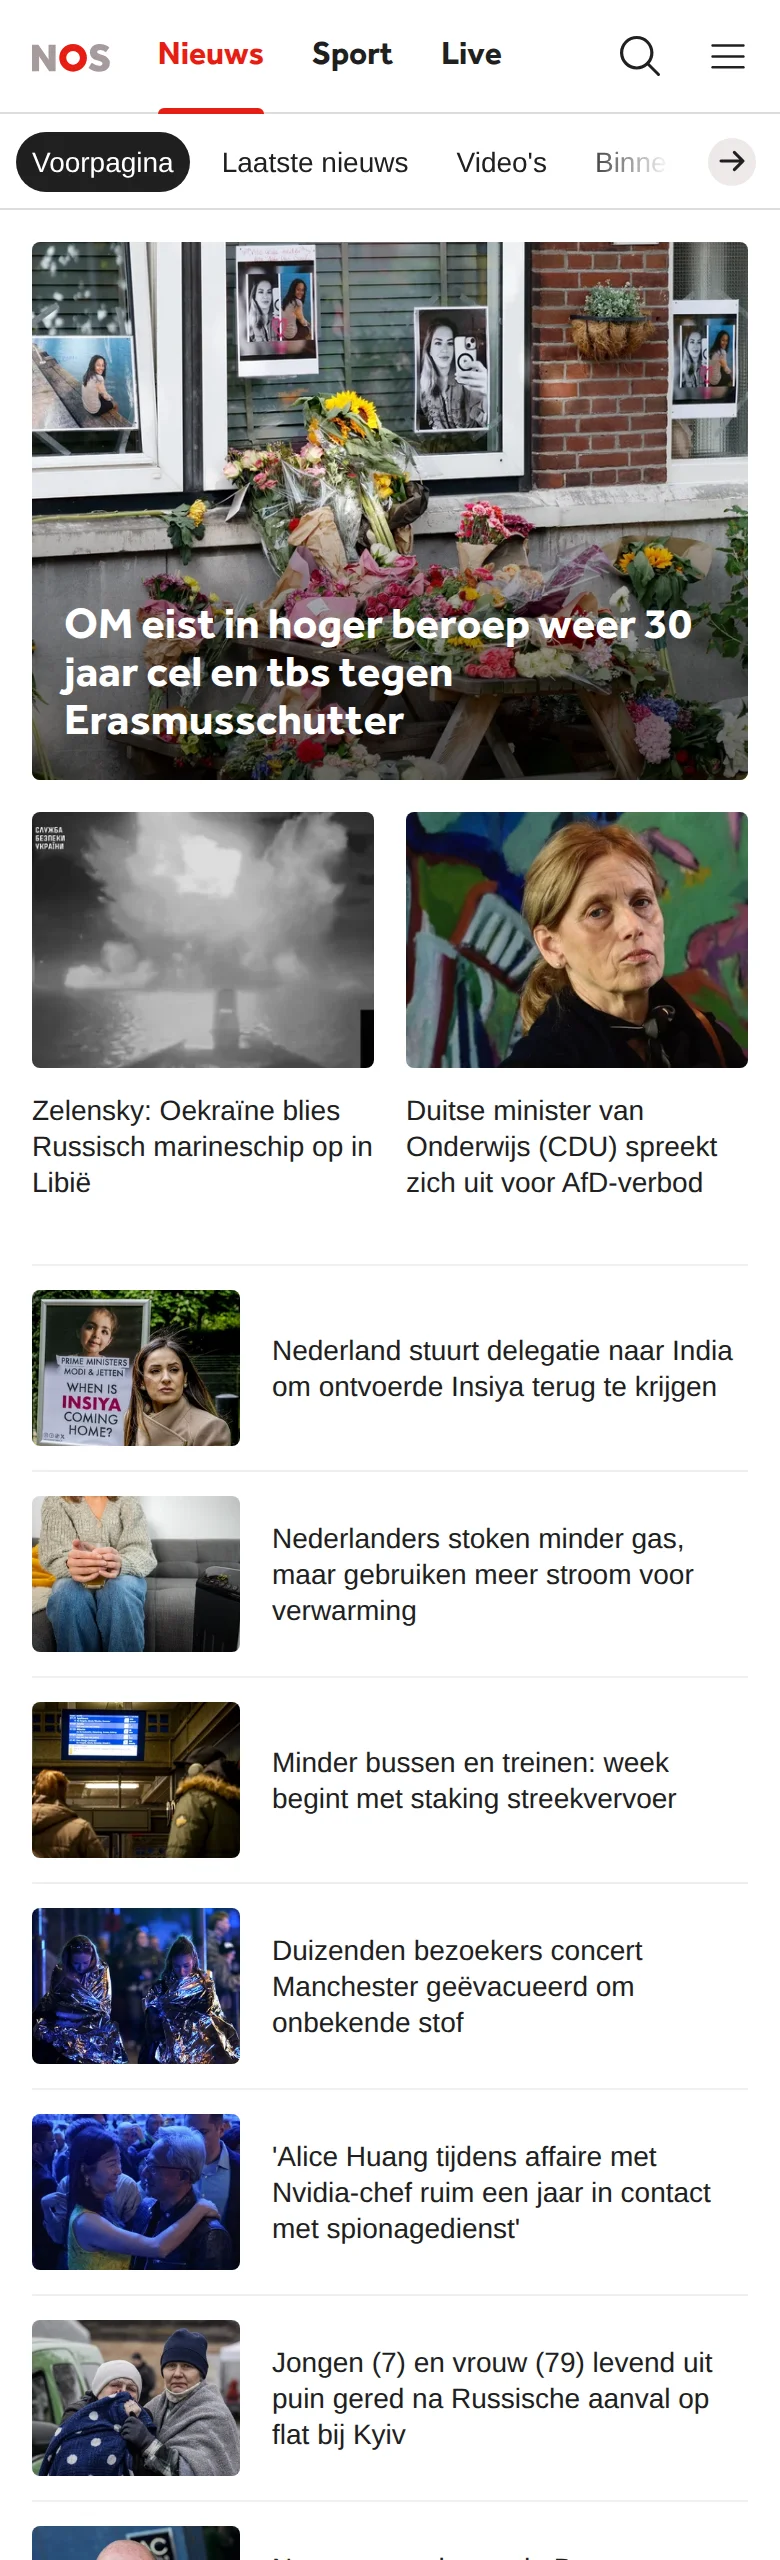 NOS
Nieuws
Sport
Live
Voorpagina
Laatste nieuws
Video's
Binne
OM eist in hoger beroep weer 30
jaar cel en tbs tegen
Erasmusschutter
СЛУЖБА
БЕЗПЕКИ
УКРАЇНИ
Zelensky: Oekraïne blies
Russisch marineschip op in
Libië
Duitse minister van
Onderwijs (CDU) spreekt
zich uit voor AfD-verbod
PRIME MINISTERS
MODI & JETTEN
WHEN IS
INSIYA
COMING
HOME?
Nederland stuurt delegatie naar India
om ontvoerde Insiya terug te krijgen
Nederlanders stoken minder gas,
maar gebruiken meer stroom voor
verwarming
Minder bussen en treinen: week
begint met staking streekvervoer
Duizenden bezoekers concert
Manchester geëvacueerd om
onbekende stof
'Alice Huang tijdens affaire met
Nvidia-chef ruim een jaar in contact
met spionagedienst'
Jongen (7) en vrouw (79) levend uit
puin gered na Russische aanval op
flat bij Kyiv